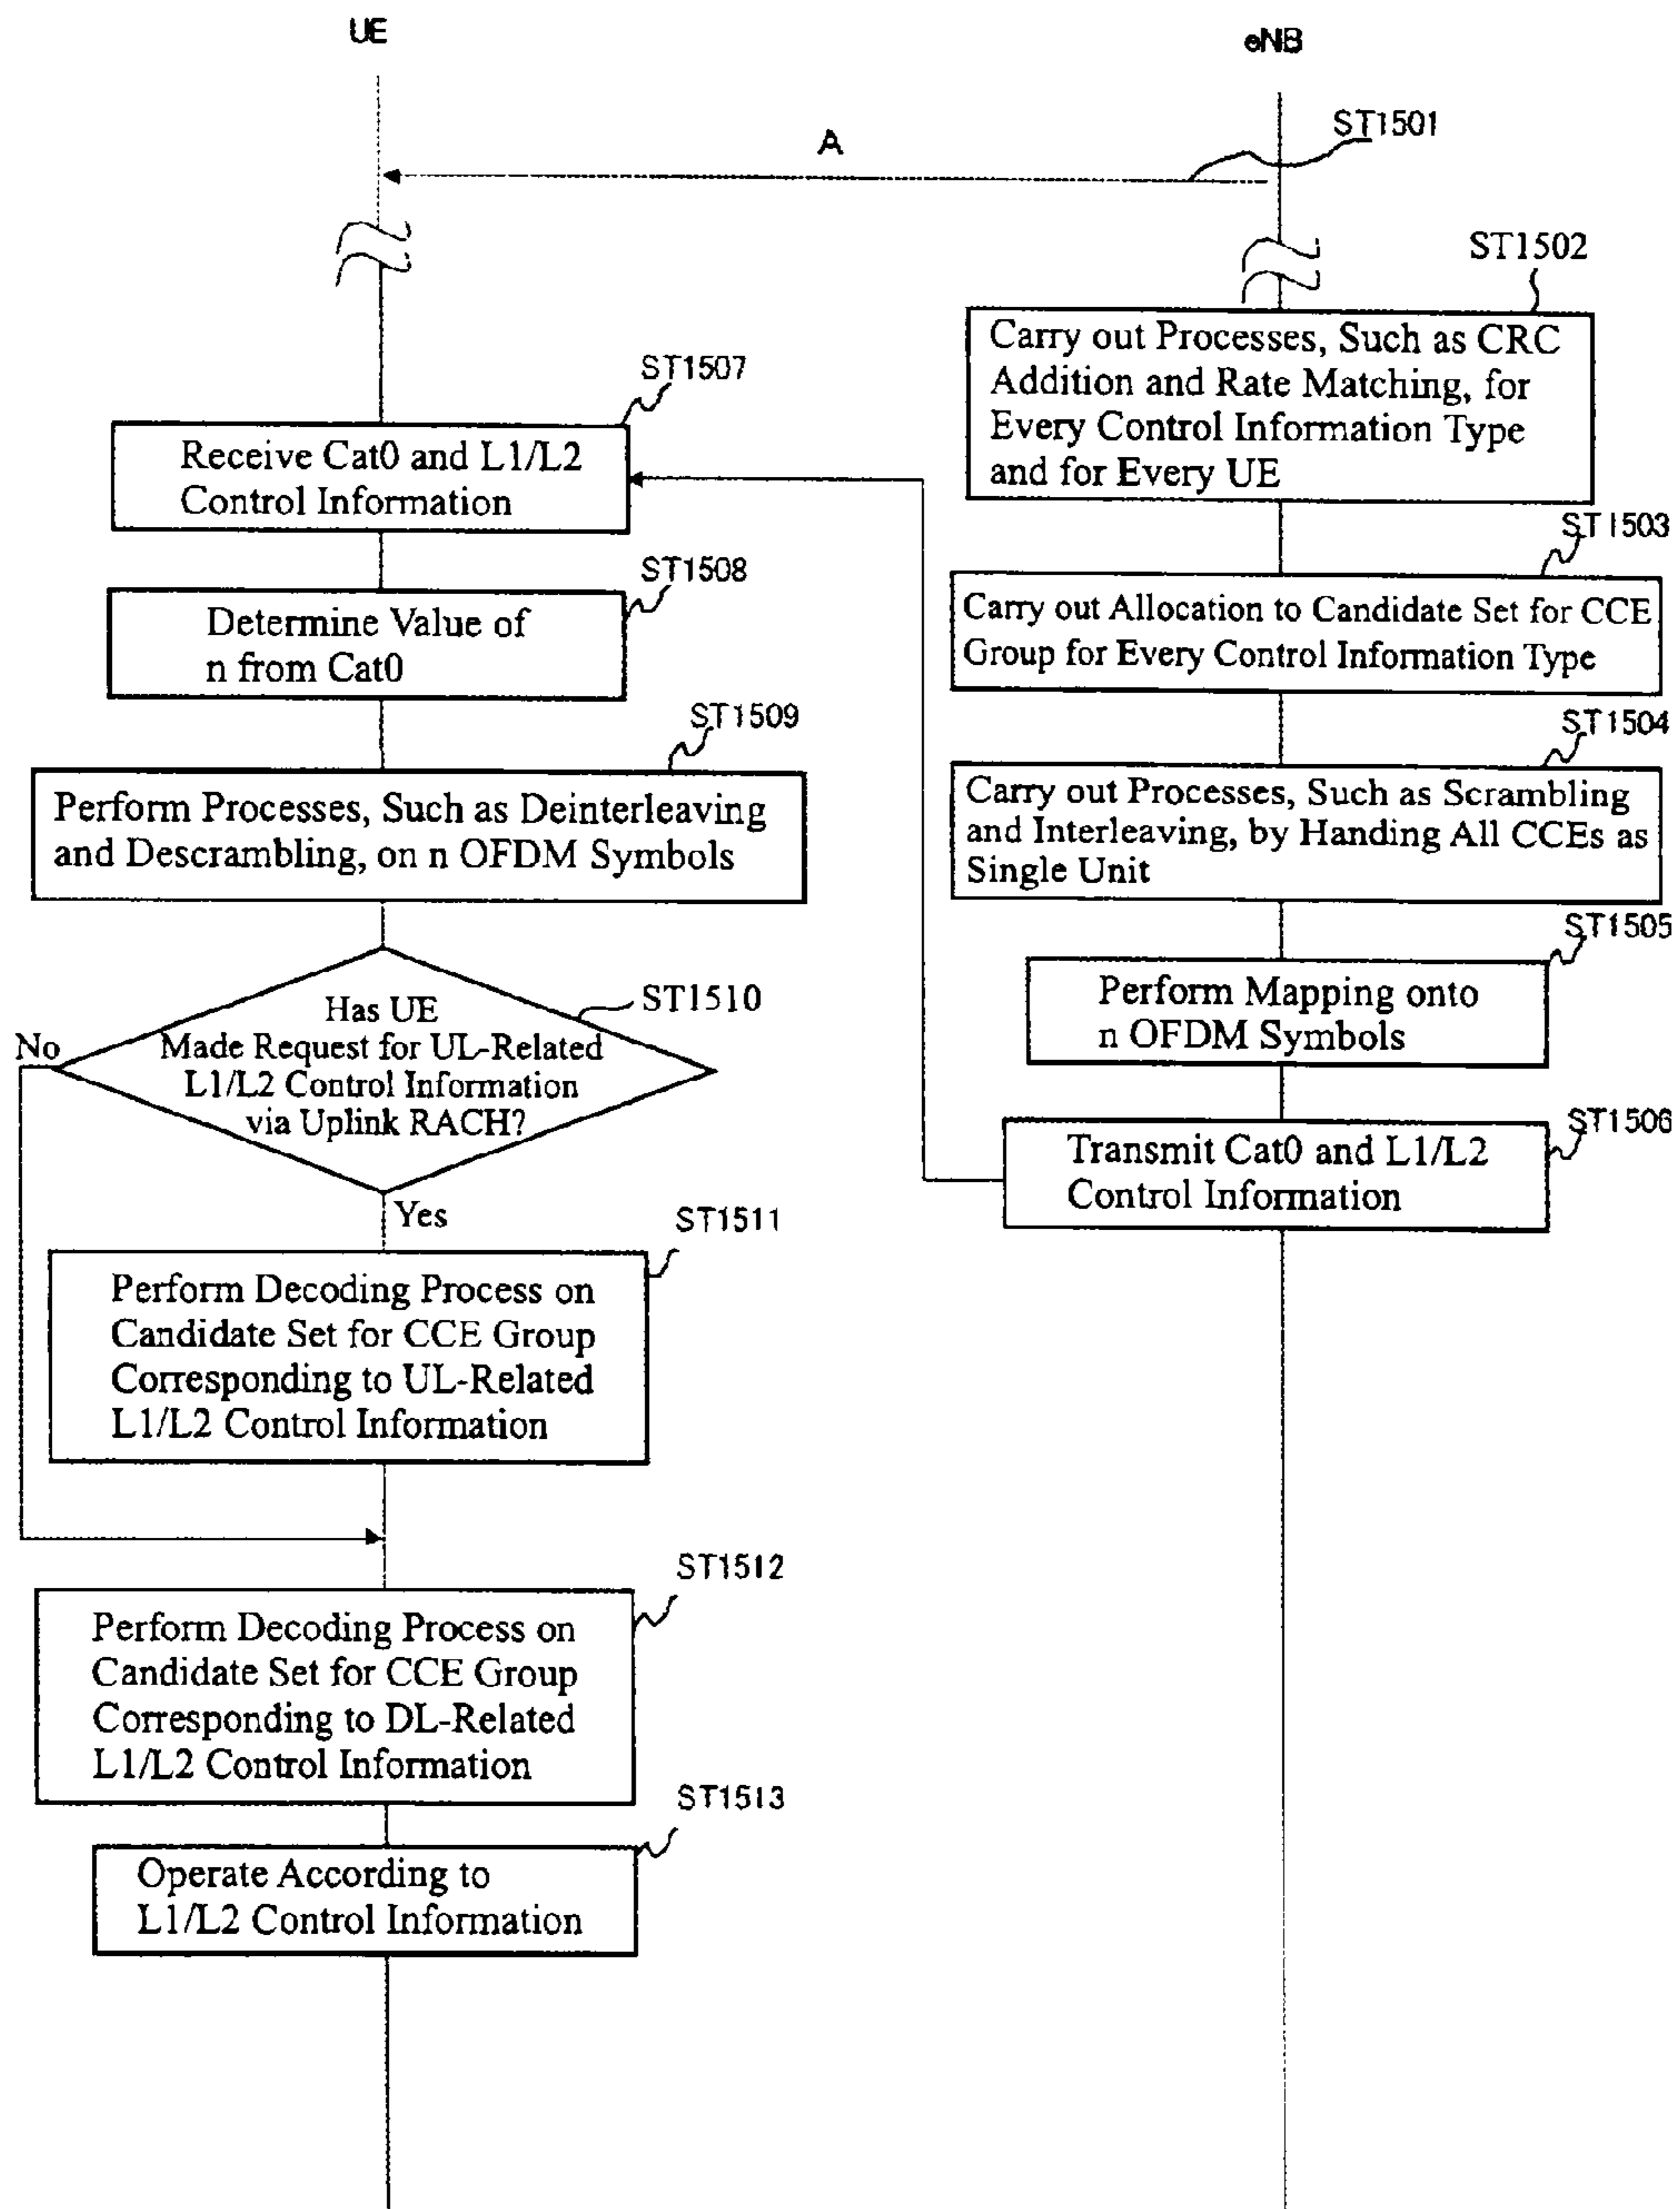 UE
eNB
A
ST1501
ST1502
Carry out Processes, Such as CRC
Addition and Rate Matching, for
Every Control Information Type
and for Every UE
ST1507
Receive Cat0 and L1/L2
Control Information
ST1503
Carry out Allocation to Candidate Set for CCE
Group for Every Control Information Type
ST1508
Determine Value of
n from Cat0
ST1504
Carry out Processes, Such as Scrambling
and Interleaving, by Handing All CCEs as
Single Unit
ST1509
Perform Processes, Such as Deinterleaving
and Descrambling, on n OFDM Symbols
ST1505
Perform Mapping onto
n OFDM Symbols
ST1510
Has UE
Made Request for UL-Related
L1/L2 Control Information
via Uplink RACH?
No
Yes
ST1506
Transmit Cat0 and L1/L2
Control Information
ST1511
Perform Decoding Process on
Candidate Set for CCE Group
Corresponding to UL-Related
L1/L2 Control Information
ST1512
Perform Decoding Process on
Candidate Set for CCE Group
Corresponding to DL-Related
L1/L2 Control Information
ST1513
Operate According to
L1/L2 Control Information